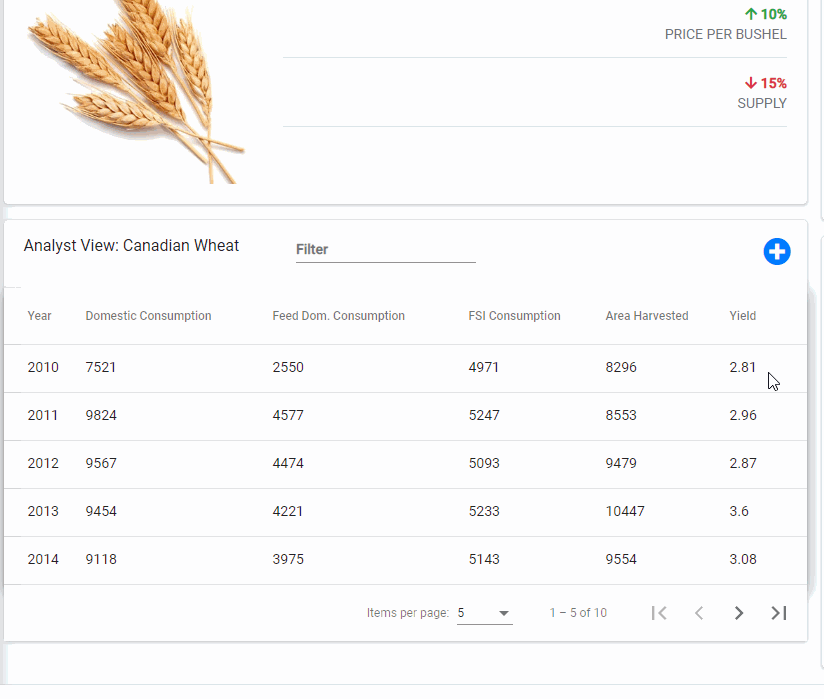 10%
PRICE PER BUSHEL
15%
SUPPLY
Analyst View: Canadian Wheat
Filter
Year Domestic Consumption Feed Dom. Consumption FSI Consumption Area Harvested Yield
2010 7521 2550 4971 8296 2.81
2011 9824 4577 5247 8553 2.96
2012 9567 4474 5093 9479 2.87
2013 9454 4221 5233 10447 3.6
2014 9118 3975 5143 9554 3.08
Items per page: 5 1 – 5 of 10